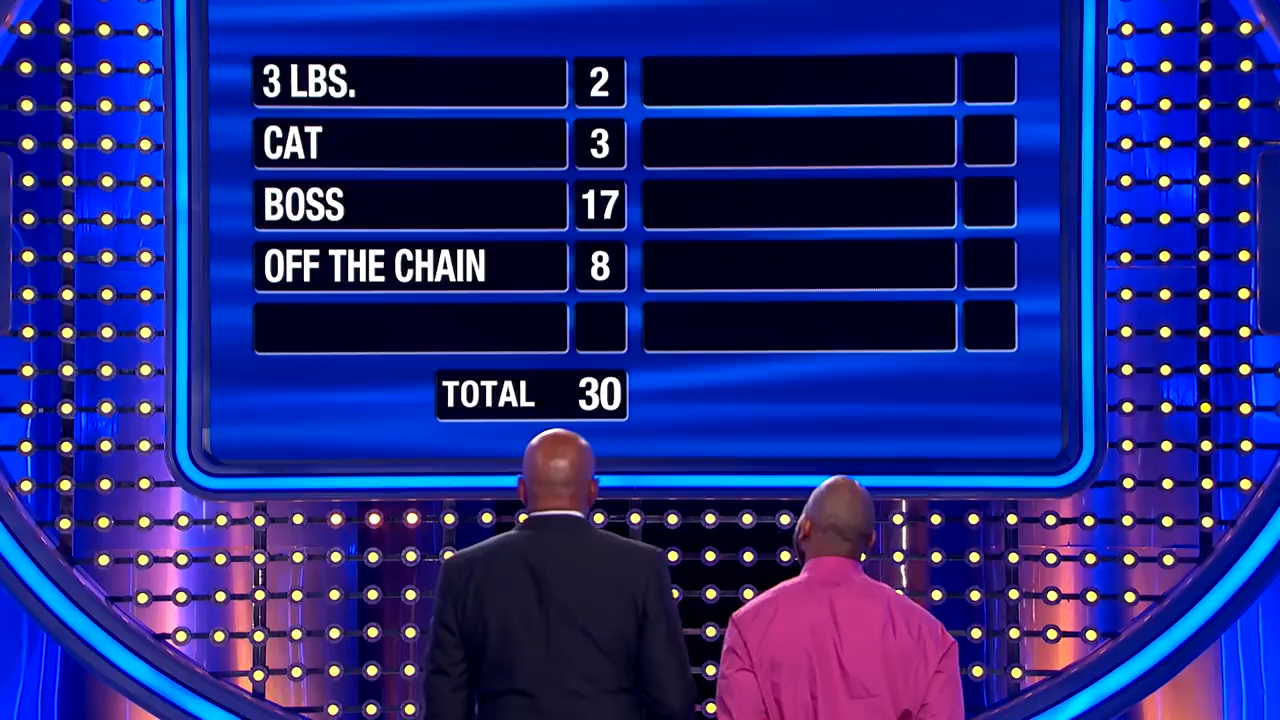 3 LBS. 2
CAT 3
BOSS 17
OFF THE CHAIN 8
TOTAL 30